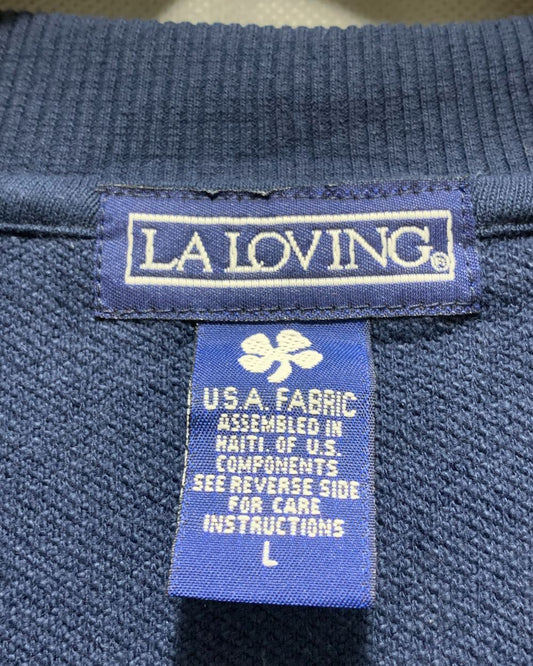 LA LOVING®
U.S.A. FABRIC
ASSEMBLED IN
HAITI. OF U.S.
COMPONENTS
SEE REVERSE SIDE
FOR CARE
INSTRUCTIONS
L